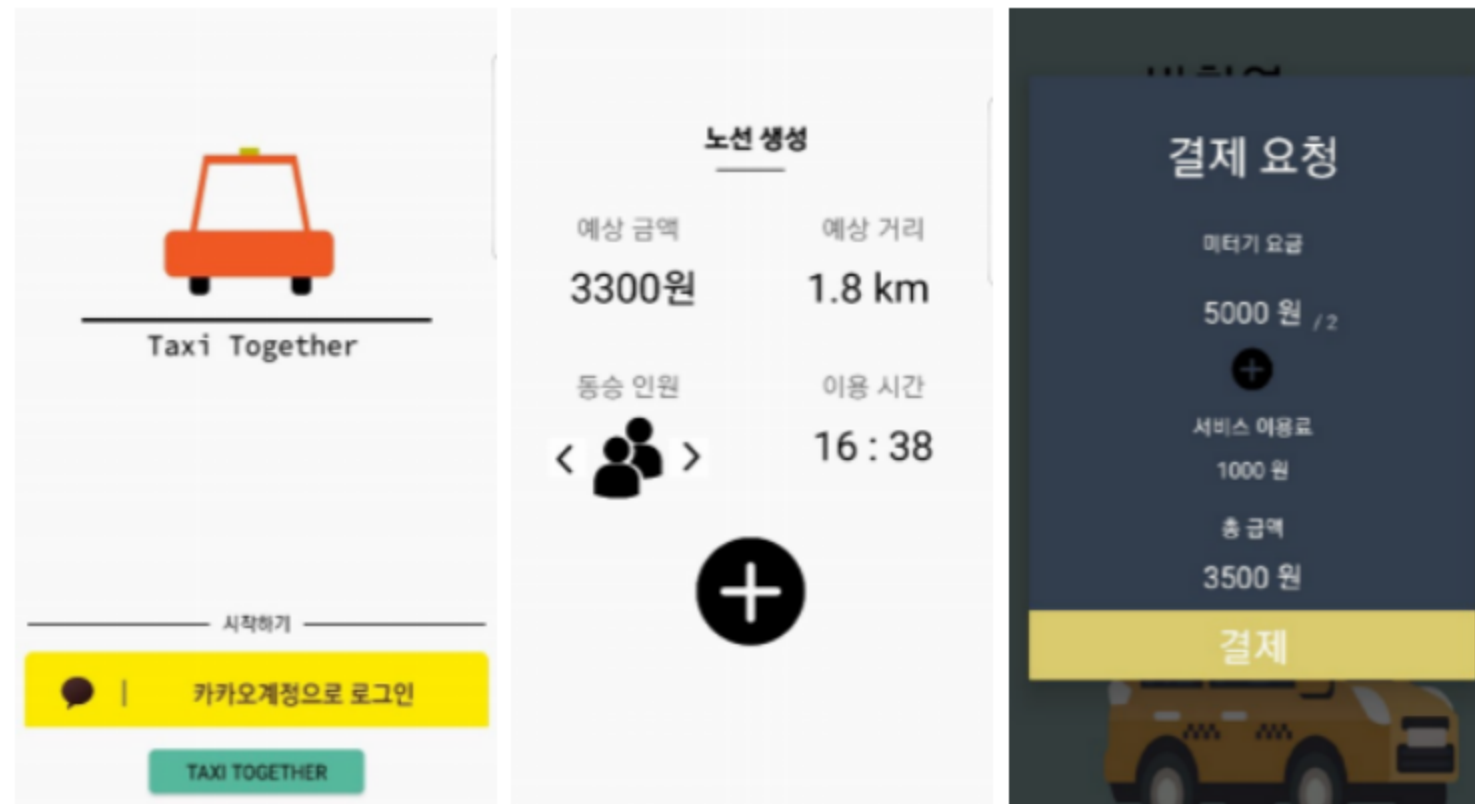 Taxi Together
시작하기
카카오계정으로 로그인
TAXI TOGETHER
노선 생성
예상 금액
예상 거리
3300원
1.8 km
동승 인원
이용 시간
16 : 38
결제 요청
미터기 요금
5000 원 /2
서비스 이용료
1000 원
총 금액
3500 원
결제